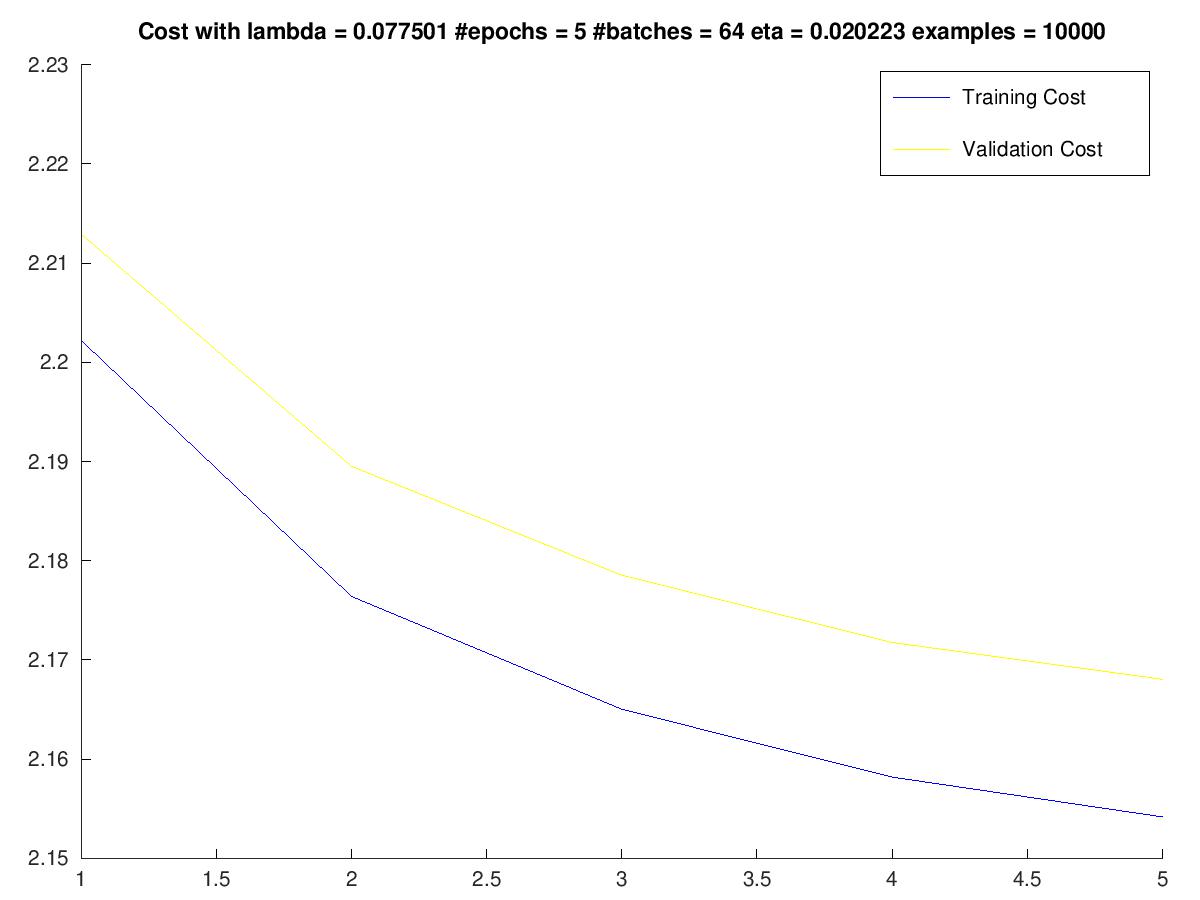 Cost with lambda = 0.077501 #epochs = 5 #batches = 64 eta = 0.020223 examples = 10000
2.23
Training Cost
Validation Cost
2.22
2.21
2.2
2.19
2.18
2.17
2.16
2.15
1 1.5 2 2.5 3 3.5 4 4.5 5